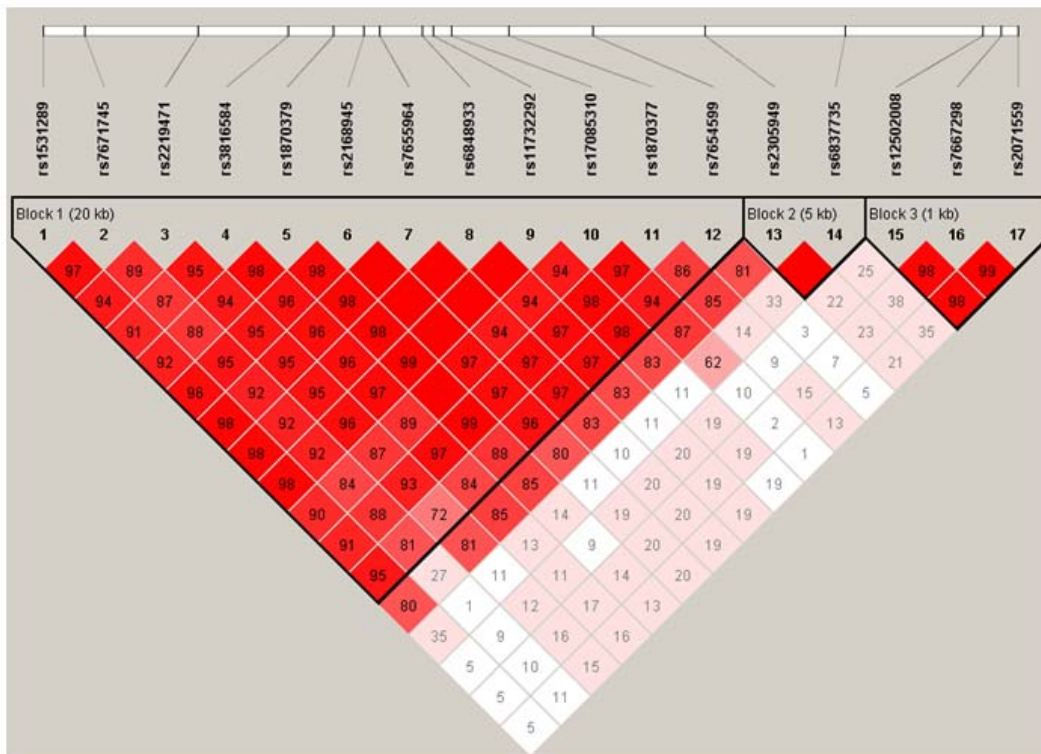 rs1531289
rs7671745
rs2219471
rs3816584
rs1870379
rs2168945
rs7655964
rs6848933
rs11732292
rs17085310
rs1870377
rs7654599
rs2305949
rs6837735
rs12502008
rs7667298
rs2071559
Block 1 (20 kb) Block 2 (5 kb) Block 3 (1 kb)
1 2 3 4 5 6 7 8 9 10 11 12 13 14 15 16 17
97 89 95 98 98 94 97 86 81 25 98 99
94 87 94 96 98 94 98 94 85 33 22 38 98
91 88 95 96 98 94 97 98 87 14 3 23 35
92 95 95 96 99 97 97 97 83 62 9 7 21
96 92 95 97 97 97 83 11 10 15 5
98 92 96 89 99 96 83 11 19 2 13
98 92 87 97 88 80 10 20 19 1
98 84 93 84 85 11 20 19 19
90 88 72 85 14 19 20 19
91 81 81 13 9 20 19
95 27 11 11 14 20
80 1 12 17 13
35 9 16 16
5 10 15
5 11
5